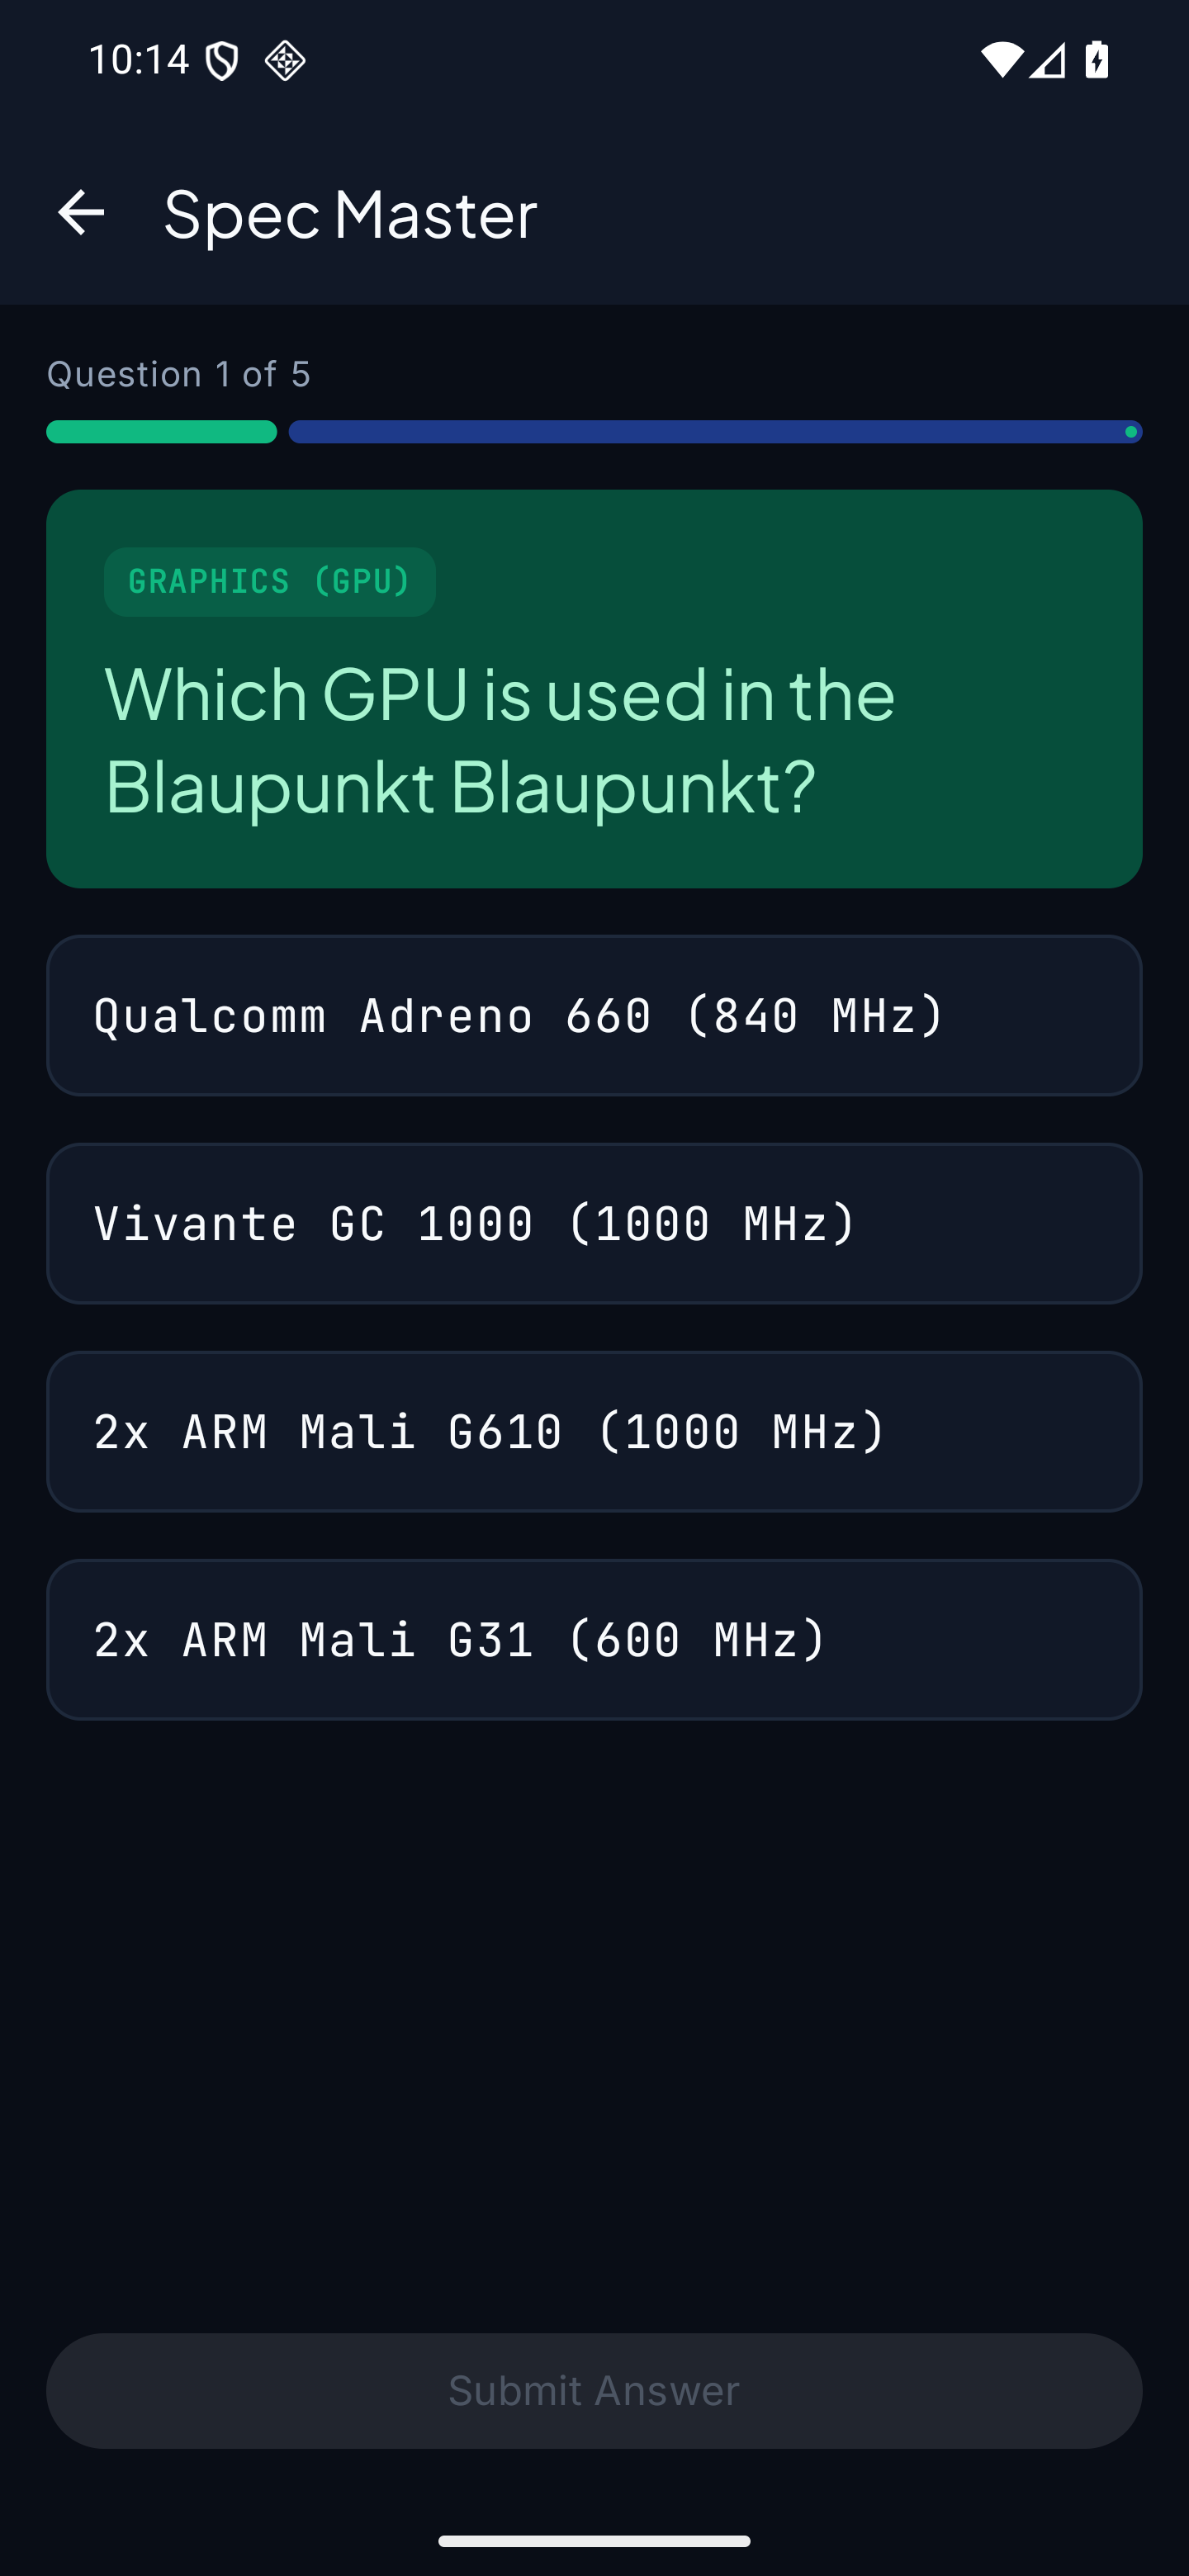 10:14
Spec Master
Question 1 of 5
GRAPHICS (GPU)
Which GPU is used in the
Blaupunkt Blaupunkt?
Qualcomm Adreno 660 (840 MHz)
Vivante GC 1000 (1000 MHz)
2x ARM Mali G610 (1000 MHz)
2x ARM Mali G31 (600 MHz)
Submit Answer